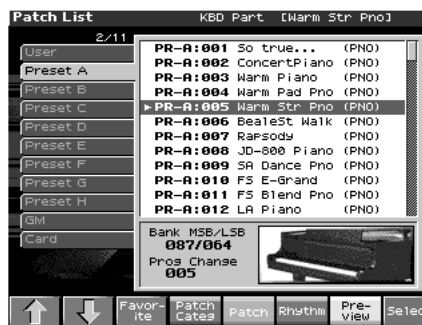 Patch List KBD Part [Warm Str Pno]
2/11
User
Preset A
Preset B
Preset C
Preset D
Preset E
Preset F
Preset G
Preset H
GM
Card
PR-A:001 So true... (PNO)
PR-A:002 ConcertPiano (PNO)
PR-A:003 Warm Piano (PNO)
PR-A:004 Warm Pad Pno (PNO)
PR-A:005 Warm Str Pno (PNO)
PR-A:006 BealeSt Walk (PNO)
PR-A:007 Rapsody (PNO)
PR-A:008 JD-800 Piano (PNO)
PR-A:009 SA Dance Pno (PNO)
PR-A:010 FS E-Grand (PNO)
PR-A:011 FS Blend Pno (PNO)
PR-A:012 LA Piano (PNO)
Bank MSB/LSB
087/064
Prog Change
005
Favor-
ite
Patch
Categ
Patch
Rhythm
Pre-
view
Selec